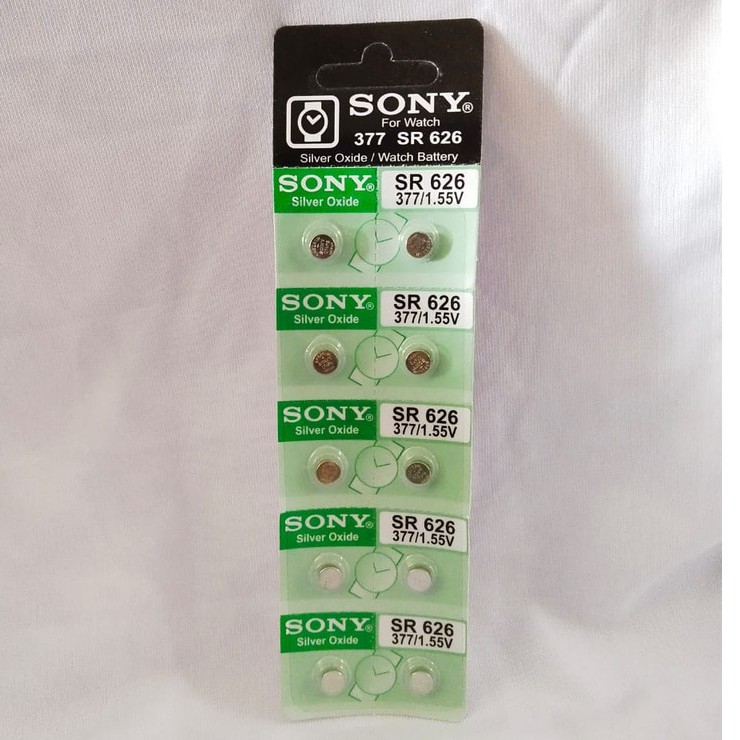 SONY®
For Watch
377 SR 626
Silver Oxide / Watch Battery
SONY® SR 626
Silver Oxide 377/1.55V
SONY® SR 626
Silver Oxide 377/1.55V
SONY® SR 626
Silver Oxide 377/1.55V
SONY® SR 626
Silver Oxide 377/1.55V
SONY® SR 626
Silver Oxide 377/1.55V